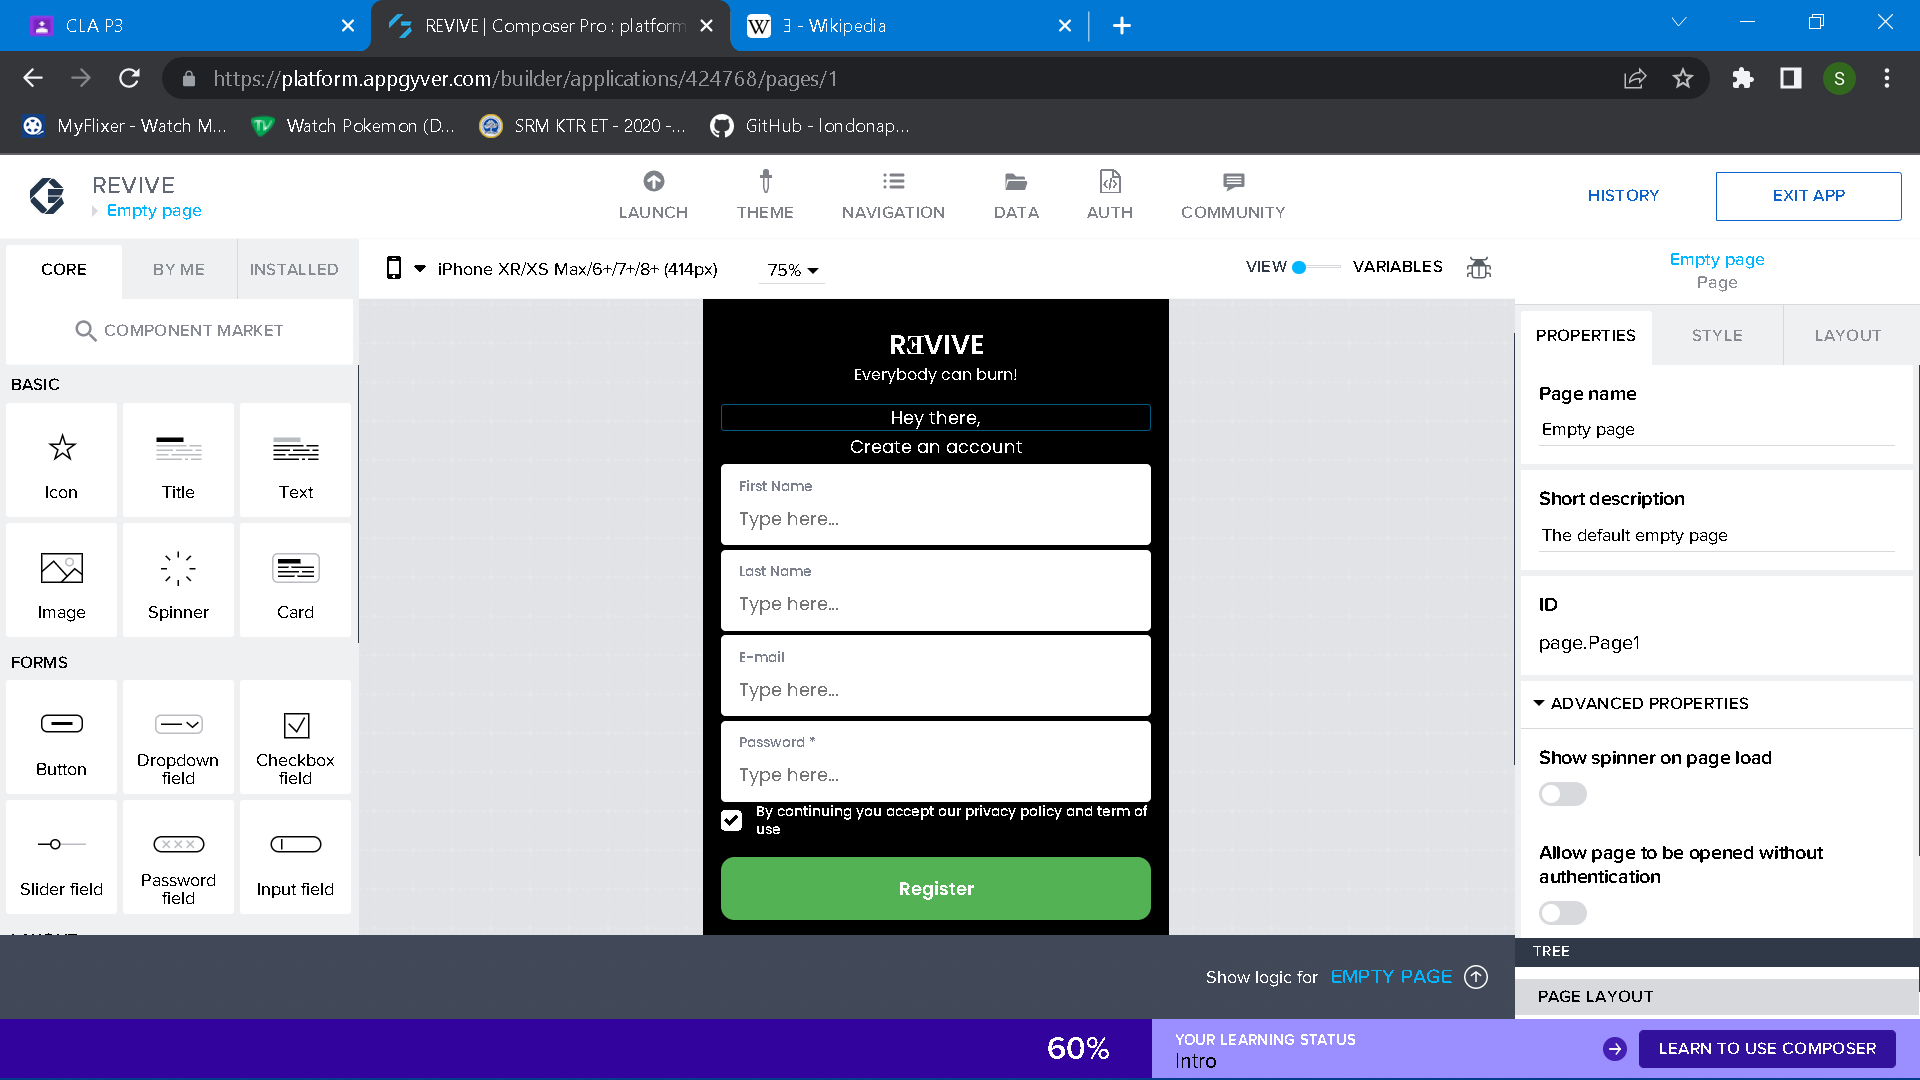 CLA P3
REVIVE | Composer Pro : platform
Ǝ - Wikipedia
https://platform.appgyver.com/builder/applications/424768/pages/1
S
MyFlixer - Watch M...
Watch Pokemon (D...
SRM KTR ET - 2020 -...
GitHub - londonap...
REVIVE
Empty page
LAUNCH
THEME
NAVIGATION
DATA
AUTH
COMMUNITY
HISTORY
EXIT APP
CORE
BY ME
INSTALLED
iPhone XR/XS Max/6+/7+/8+ (414px)
75%
VIEW
VARIABLES
Empty page
Page
COMPONENT MARKET
PROPERTIES
STYLE
LAYOUT
BASIC
Icon
Title
Text
Image
Spinner
Card
FORMS
Button
Dropdown
field
Checkbox
field
Slider field
Password
field
Input field
RƎVIVE
Everybody can burn!
Hey there,
Create an account
First Name
Type here...
Last Name
Type here...
E-mail
Type here...
Password *
Type here...
By continuing you accept our privacy policy and term of
use
Register
Page name
Empty page
Short description
The default empty page
ID
page.Page1
ADVANCED PROPERTIES
Show spinner on page load
Allow page to be opened without
authentication
TREE
PAGE LAYOUT
Show logic for EMPTY PAGE
60%
YOUR LEARNING STATUS
Intro
LEARN TO USE COMPOSER